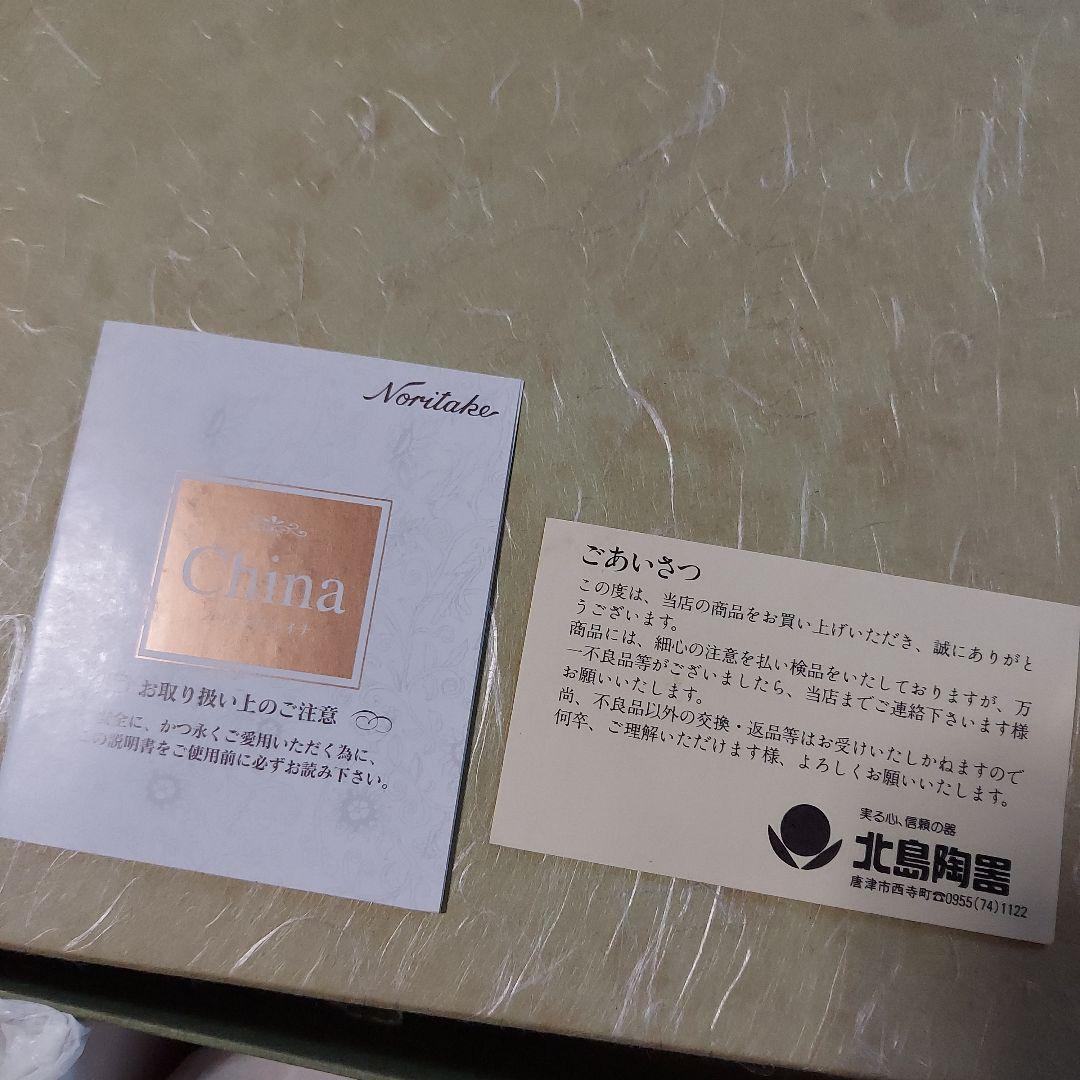 Noritake
China
お取り扱い上のご注意
安全に、かつ永くご愛用いただく為に、
の説明書をご使用前に必ずお読み下さい。
ごあいさつ
この度は、当店の商品をお買い上げいただき、誠にありがと
うございます。
商品には、細心の注意を払い検品をいたしておりますが、万
一不良品等がございましたら、当店までご連絡下さいます様
お願いいたします。
尚、不良品以外の交換・返品等はお受けいたしかねますので
何卒、ご理解いただけます様、よろしくお願いいたします。
実る心、信頼の器
北島陶器
唐津市西寺町☎0955(74)1122